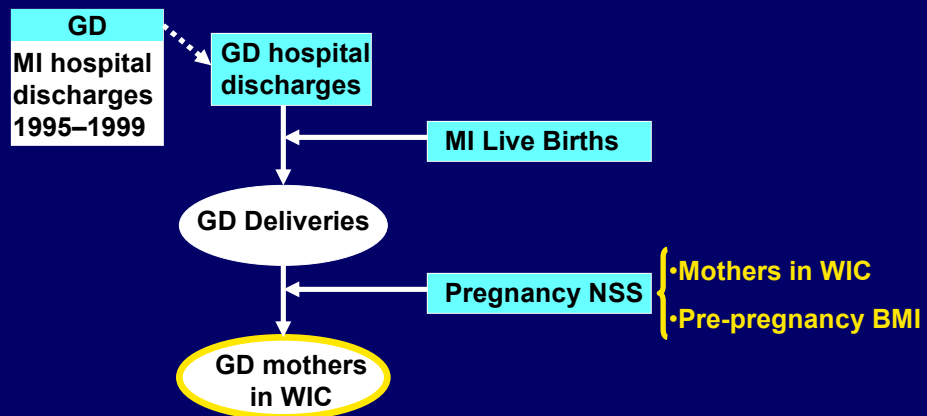 GD
MI hospital
discharges
1995–1999
GD hospital
discharges
MI Live Births
GD Deliveries
Pregnancy NSS
•Mothers in WIC
•Pre-pregnancy BMI
GD mothers
in WIC